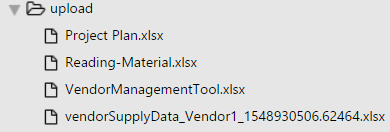 upload
Project Plan.xlsx
Reading-Material.xlsx
VendorManagementTool.xlsx
vendorSupplyData_Vendor1_1548930506.62464.xlsx